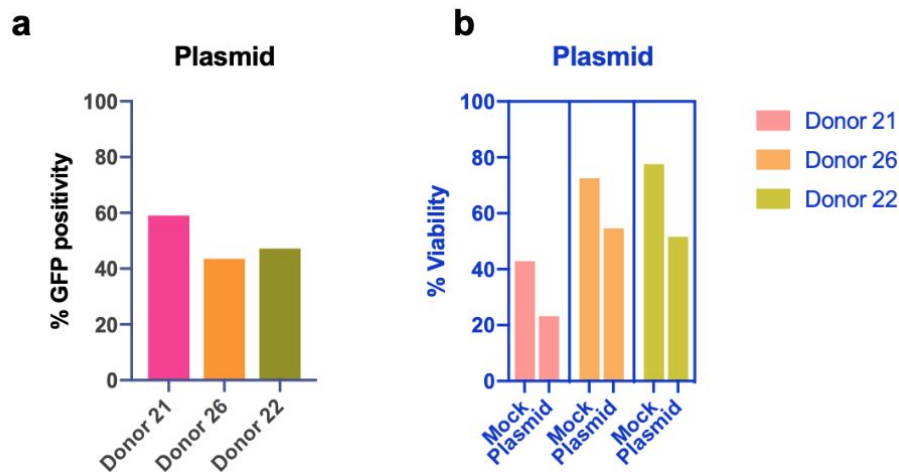 a
Plasmid
% GFP positivity
100
80
60
40
20
0
Donor 21
Donor 26
Donor 22
b
Plasmid
% Viability
100
80
60
40
20
0
Mock
Plasmid
Mock
Plasmid
Mock
Plasmid
Donor 21
Donor 26
Donor 22